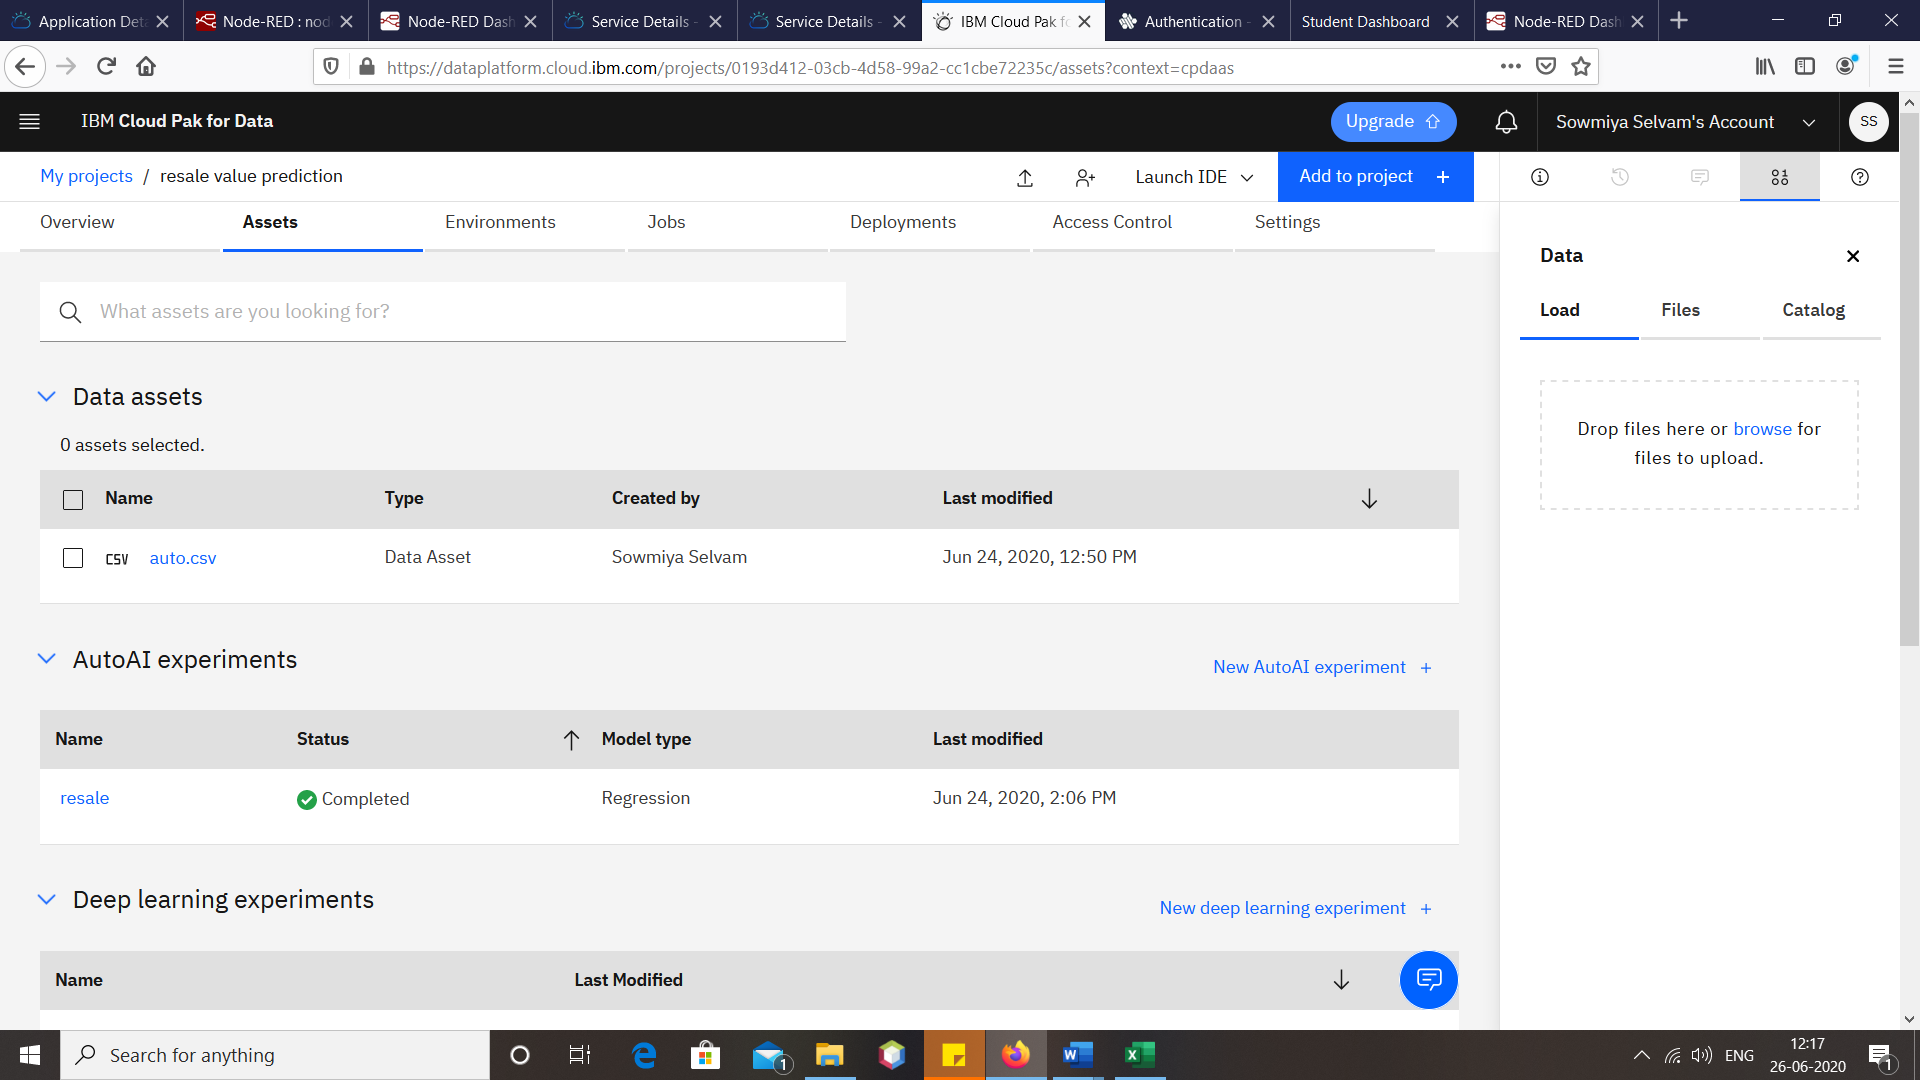 Application Deta
Node-RED : nod
Node-RED Dash
Service Details -
Service Details -
IBM Cloud Pak fo
Authentication -
Student Dashboard
Node-RED Dash
https://dataplatform.cloud.ibm.com/projects/0193d412-03cb-4d58-99a2-cc1cbe72235c/assets?context=cpdaas
IBM Cloud Pak for Data
Upgrade
Sowmiya Selvam's Account
SS
My projects / resale value prediction
Launch IDE
Add to project +
Overview
Assets
Environments
Jobs
Deployments
Access Control
Settings
What assets are you looking for?
Data assets
0 assets selected.
Name Type Created by Last modified
CSV auto.csv Data Asset Sowmiya Selvam Jun 24, 2020, 12:50 PM
AutoAI experiments
New AutoAI experiment +
Name Status Model type Last modified
resale Completed Regression Jun 24, 2020, 2:06 PM
Deep learning experiments
New deep learning experiment +
Name Last Modified
Data
Load Files Catalog
Drop files here or browse for
files to upload.
Search for anything
1
ENG
12:17
26-06-2020
1